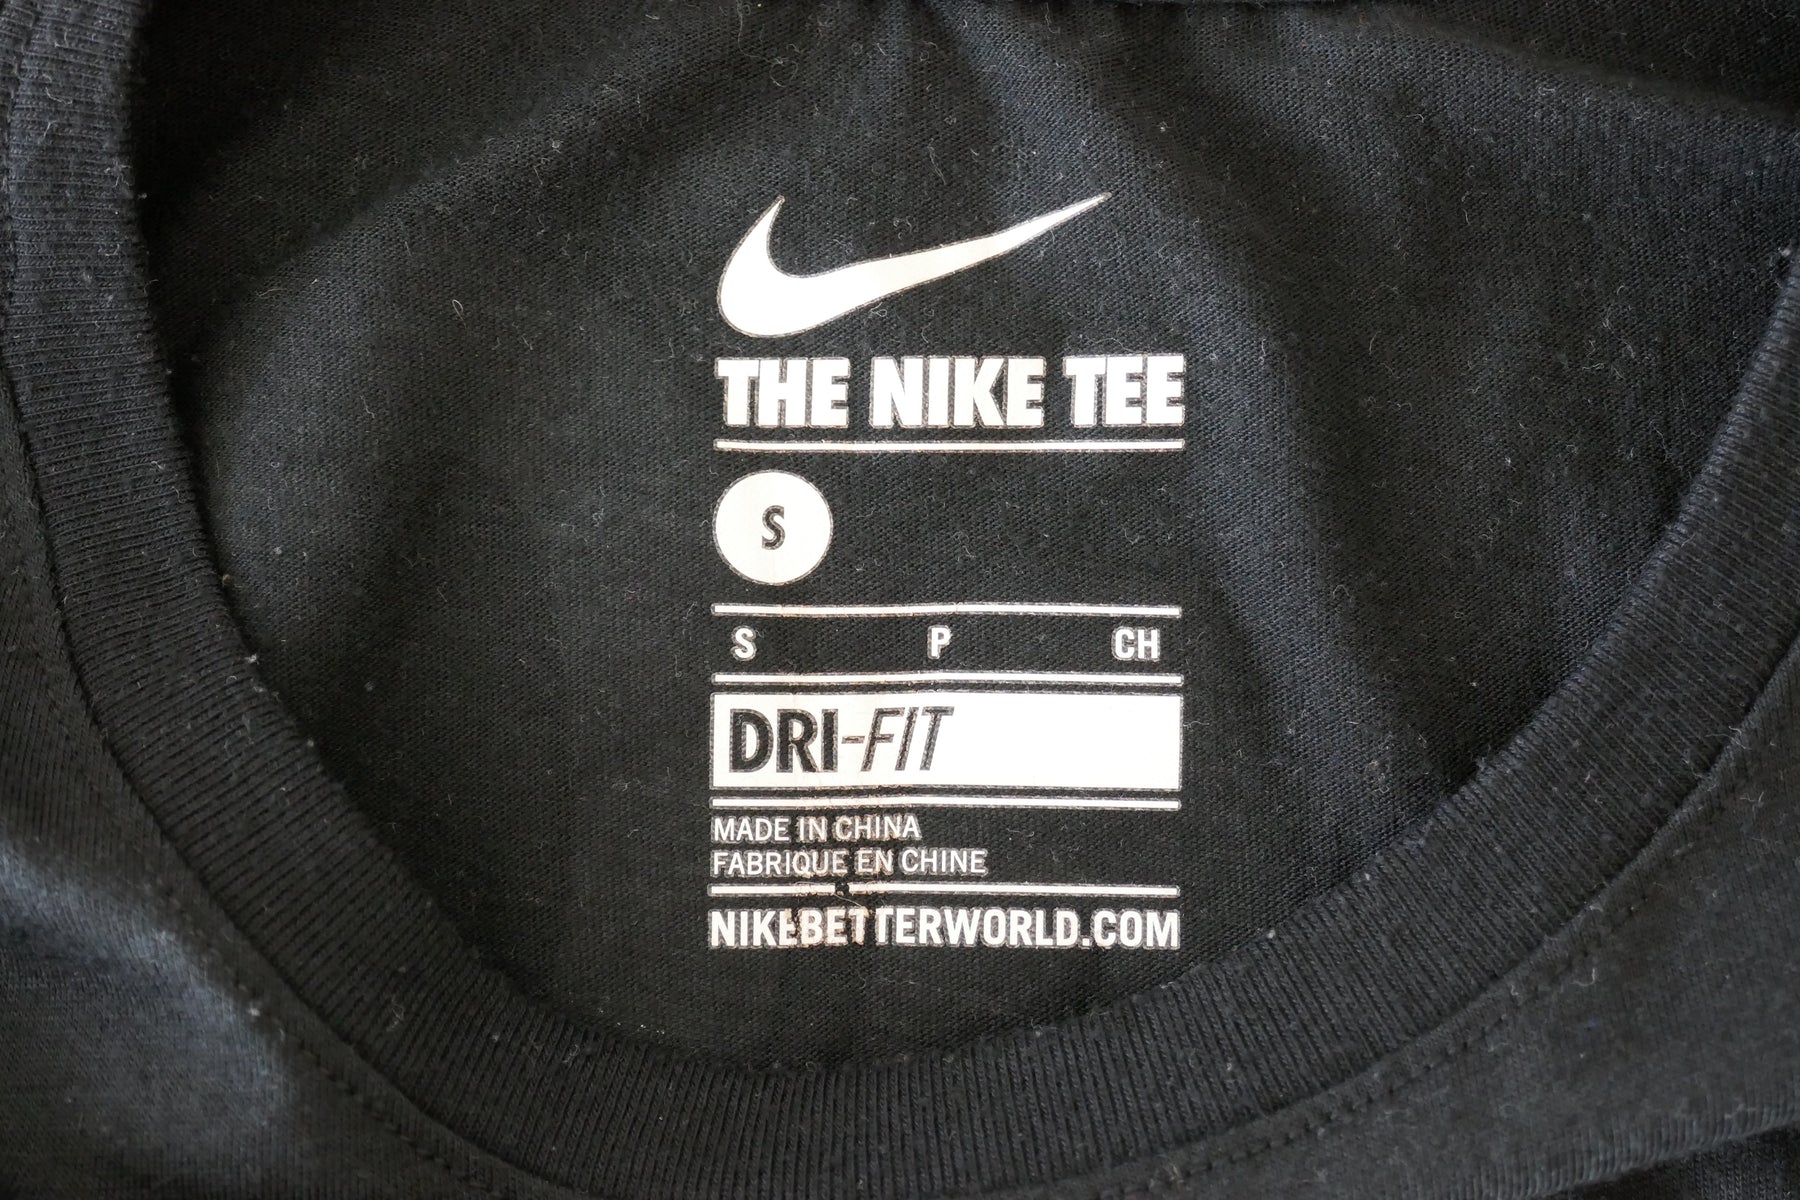 THE NIKE TEE
S
S P CH
DRI-FIT
MADE IN CHINA
FABRIQUE EN CHINE
NIKEBETTERWORLD.COM